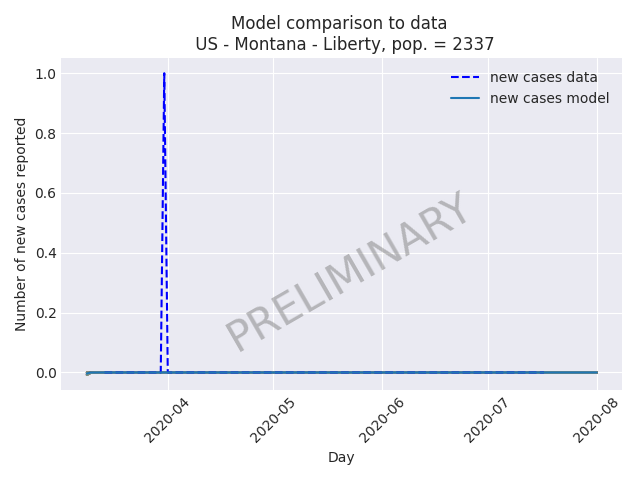 Model comparison to data
US - Montana - Liberty, pop. = 2337
new cases data
new cases model
Number of new cases reported
1.0
0.8
0.6
0.4
0.2
0.0
PRELIMINARY
2020-04
2020-05
2020-06
2020-07
2020-08
Day